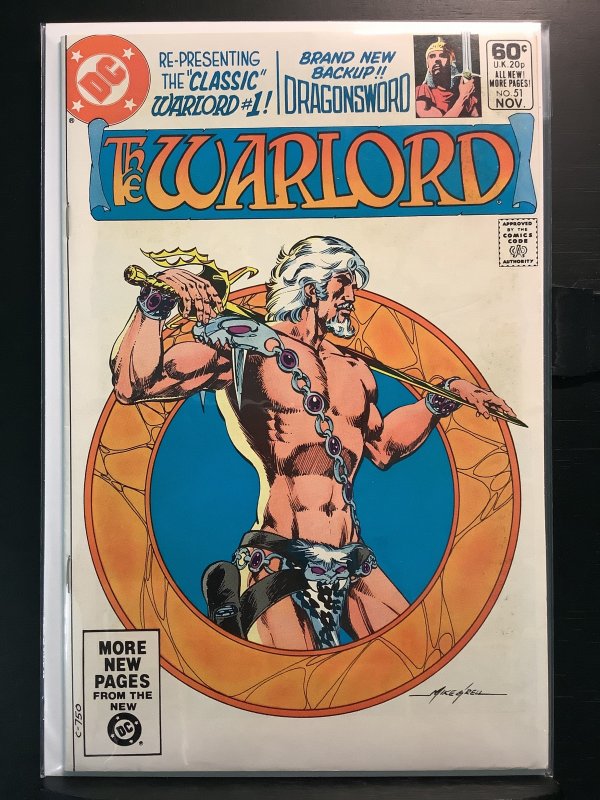 DC
®
RE-PRESENTING
THE "CLASSIC"
WARLORD #1!
BRAND NEW
BACKUP!!
DRAGONSWORD
60¢
U.K. 20p
ALL NEW!
MORE PAGES!
NO. 51
NOV.
THE WARLORD
APPROVED
BY THE
COMICS
CODE
CA
AUTHORITY
MORE
NEW
PAGES
FROM THE
NEW
DC
®
C-750
MIKE GRELL